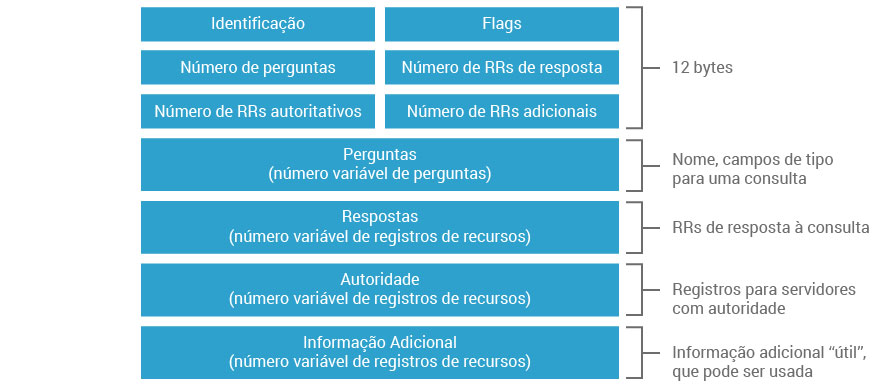 Identificação
Flags
Número de perguntas
Número de RRs de resposta
Número de RRs autoritativos
Número de RRs adicionais
12 bytes
Perguntas
(número variável de perguntas)
Nome, campos de tipo
para uma consulta
Respostas
(número variável de registros de recursos)
RRs de resposta à consulta
Autoridade
(número variável de registros de recursos)
Registros para servidores
com autoridade
Informação Adicional
(número variável de registros de recursos)
Informação adicional “útil”,
que pode ser usada